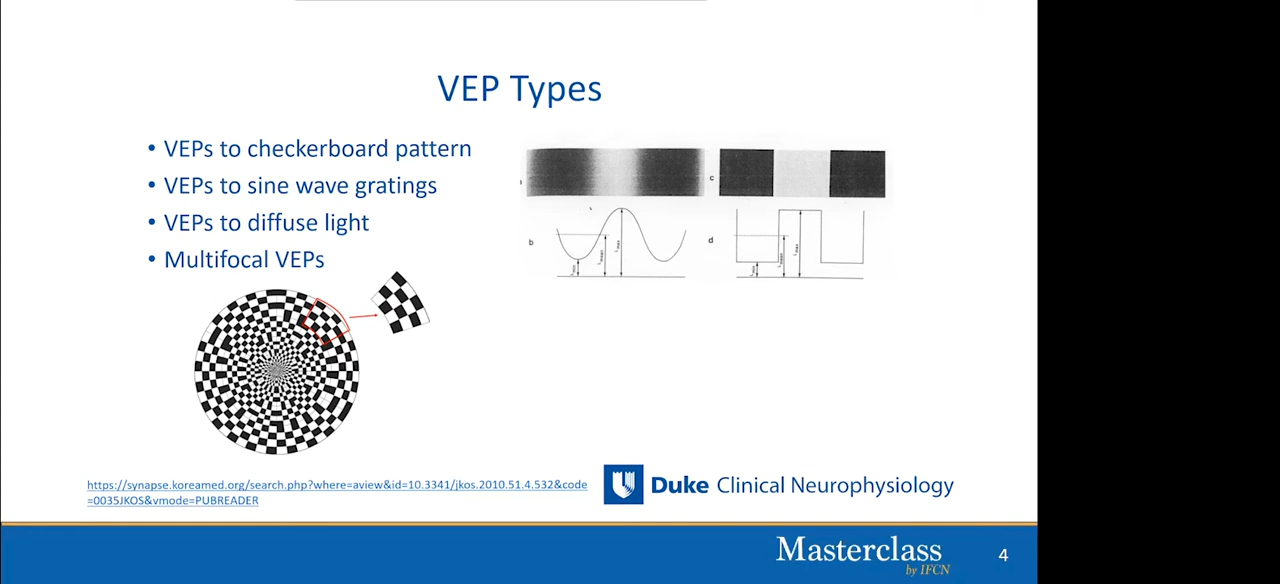 VEP Types
• VEPs to checkerboard pattern
• VEPs to sine wave gratings
• VEPs to diffuse light
• Multifocal VEPs
c
b
d
https://synapse.koreamed.org/search.php?where=aview&id=10.3341/jkos.2010.51.4.532&code
=0035JKOS&vmode=PUBREADER
Duke Clinical Neurophysiology
Masterclass
by IFCN
4